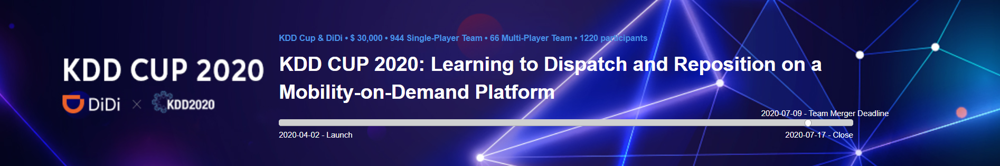 KDD CUP 2020
DiDi × KDD2020
KDD Cup & DiDi • $ 30,000 • 944 Single-Player Team • 66 Multi-Player Team • 1220 participants
KDD CUP 2020: Learning to Dispatch and Reposition on a
Mobility-on-Demand Platform
2020-07-09 - Team Merger Deadline
2020-04-02 - Launch
2020-07-17 - Close